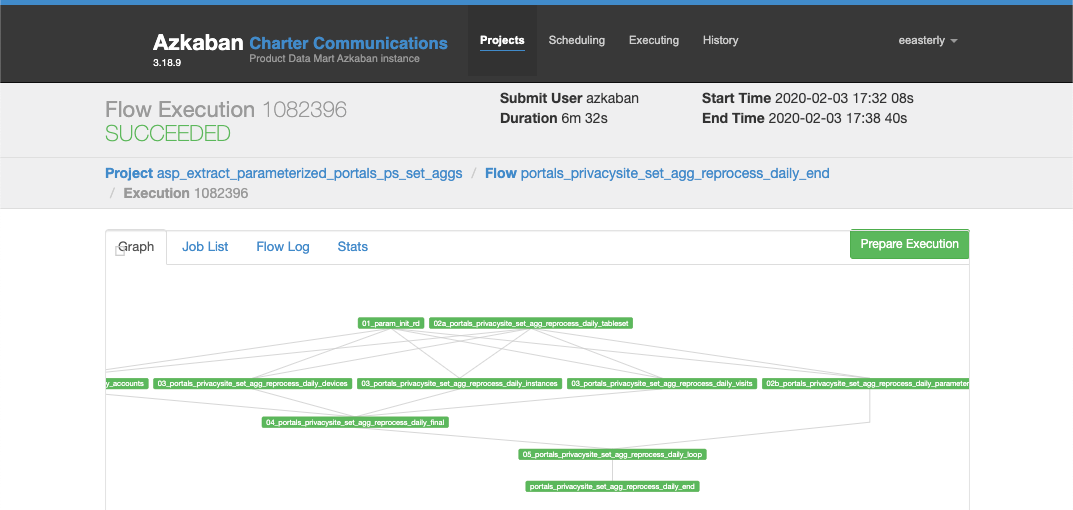 Azkaban Charter Communications
3.18.9 Product Data Mart Azkaban instance
Projects Scheduling Executing History eeasterly
Flow Execution 1082396
SUCCEEDED
Submit User azkaban Start Time 2020-02-03 17:32 08s
Duration 6m 32s End Time 2020-02-03 17:38 40s
Project asp_extract_parameterized_portals_ps_set_aggs / Flow portals_privacysite_set_agg_reprocess_daily_end
/ Execution 1082396
Graph Job List Flow Log Stats Prepare Execution
01_param_init_rd 02a_portals_privacysite_set_agg_reprocess_daily_tableset
y_accounts 03_portals_privacysite_set_agg_reprocess_daily_devices 03_portals_privacysite_set_agg_reprocess_daily_instances 03_portals_privacysite_set_agg_reprocess_daily_visits 02b_portals_privacysite_set_agg_reprocess_daily_parameter
04_portals_privacysite_set_agg_reprocess_daily_final
05_portals_privacysite_set_agg_reprocess_daily_loop
portals_privacysite_set_agg_reprocess_daily_end